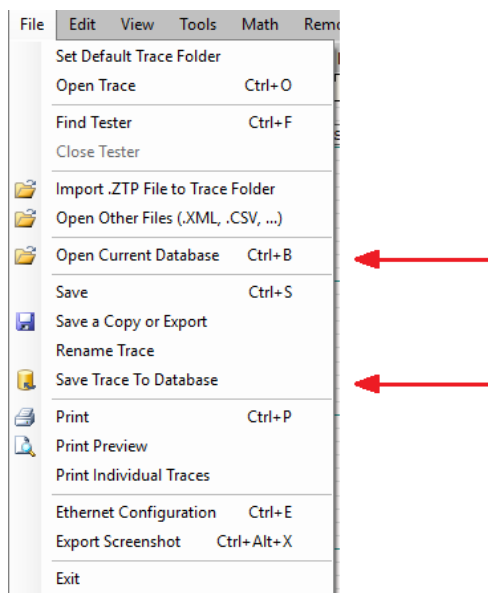 File Edit View Tools Math
Set Default Trace Folder
Open Trace Ctrl+O
Find Tester Ctrl+F
Close Tester
Import .ZTP File to Trace Folder
Open Other Files (.XML, .CSV, ...)
Open Current Database Ctrl+B
Save Ctrl+S
Save a Copy or Export
Rename Trace
Save Trace To Database
Print Ctrl+P
Print Preview
Print Individual Traces
Ethernet Configuration Ctrl+E
Export Screenshot Ctrl+Alt+X
Exit